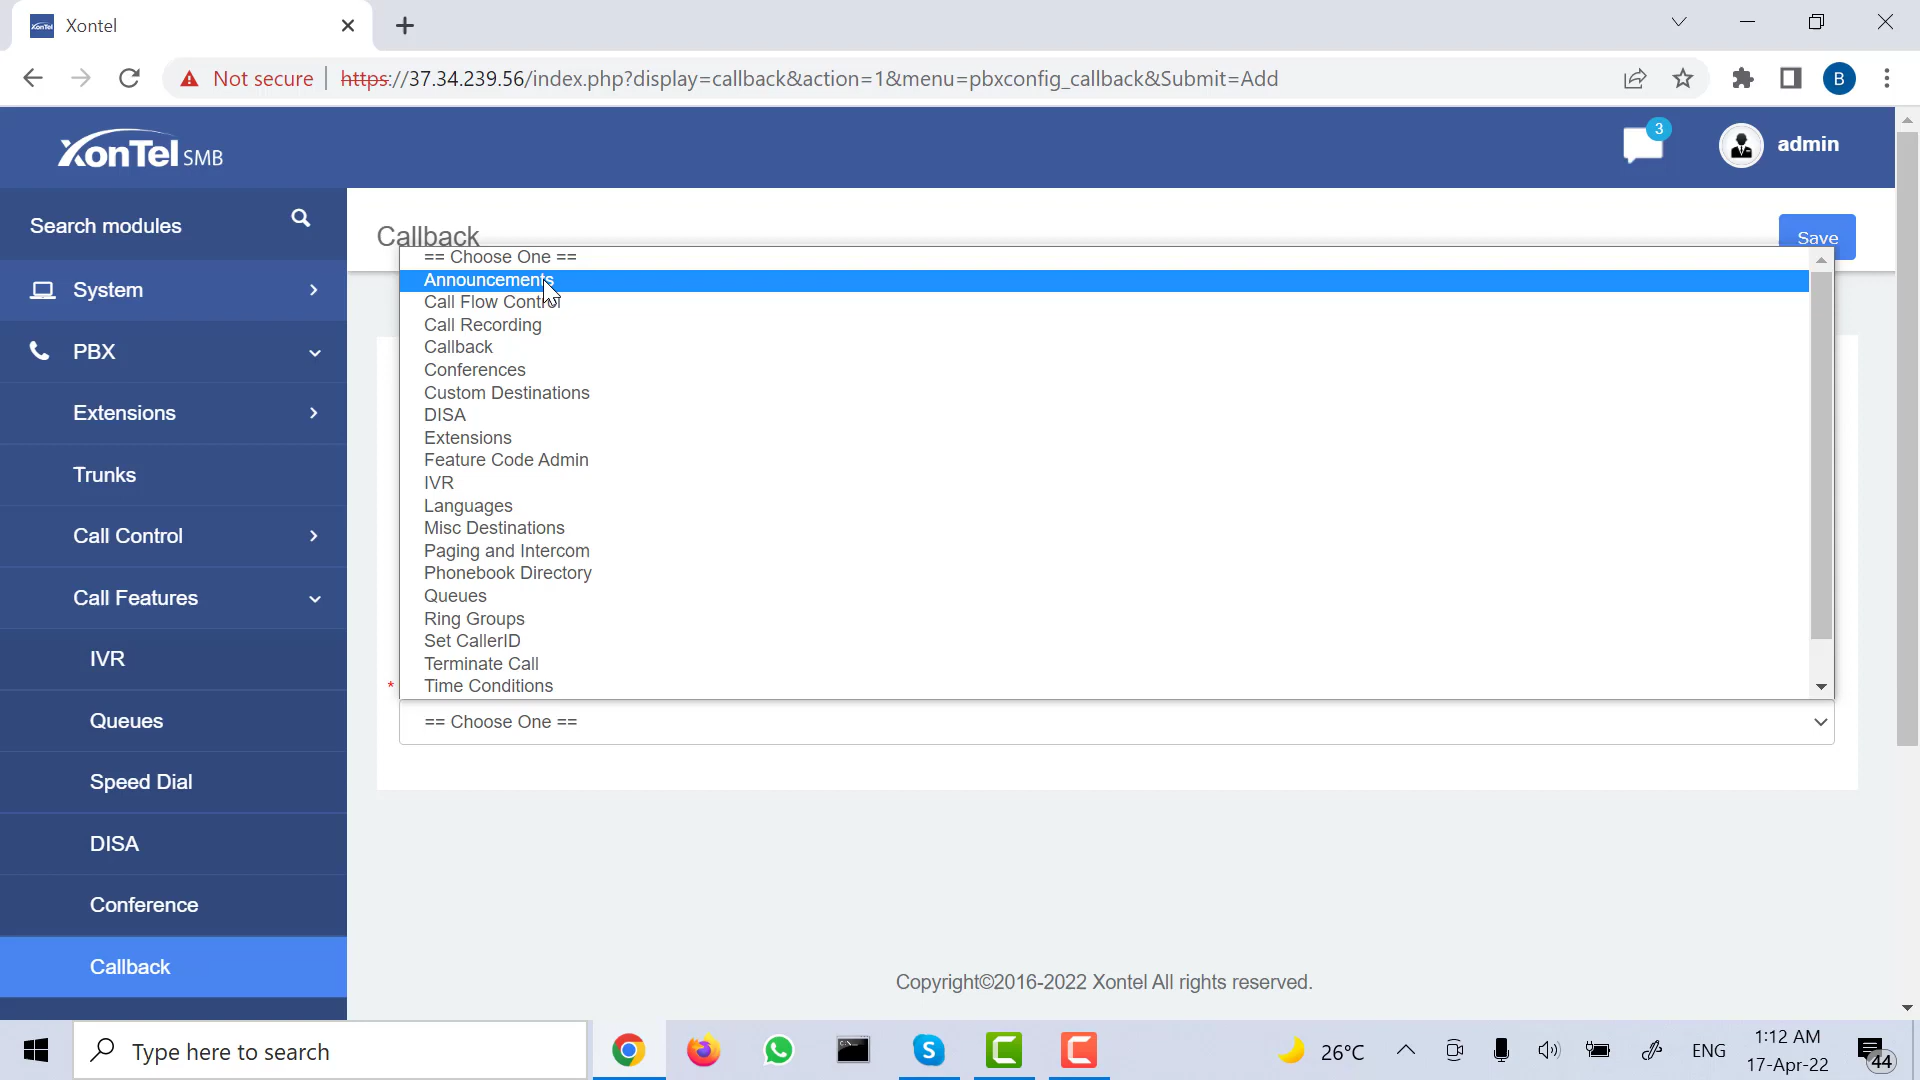 Xontel
Not secure
https://37.34.239.56/index.php?display=callback&action=1&menu=pbxconfig_callback&Submit=Add
B
XonTel SMB
3
admin
Search modules
System
PBX
Extensions
Trunks
Call Control
Call Features
IVR
Queues
Speed Dial
DISA
Conference
Callback
Callback
Save
== Choose One ==
Announcements
Call Flow Control
Call Recording
Callback
Conferences
Custom Destinations
DISA
Extensions
Feature Code Admin
IVR
Languages
Misc Destinations
Paging and Intercom
Phonebook Directory
Queues
Ring Groups
Set CallerID
Terminate Call
Time Conditions
*
== Choose One ==
Copyright©2016-2022 Xontel All rights reserved.
Type here to search
26°C
ENG
1:12 AM
17-Apr-22
44